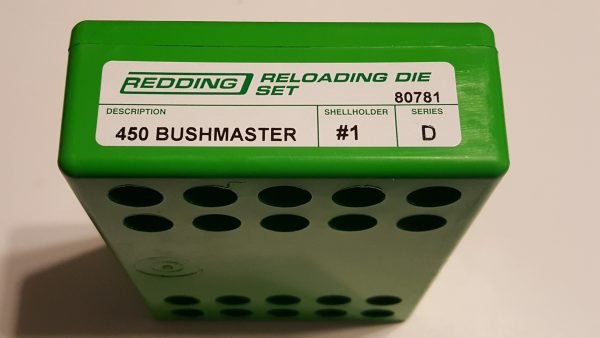 REDDING RELOADING DIE
SET
80781
DESCRIPTION SHELLHOLDER SERIES
450 BUSHMASTER #1 D